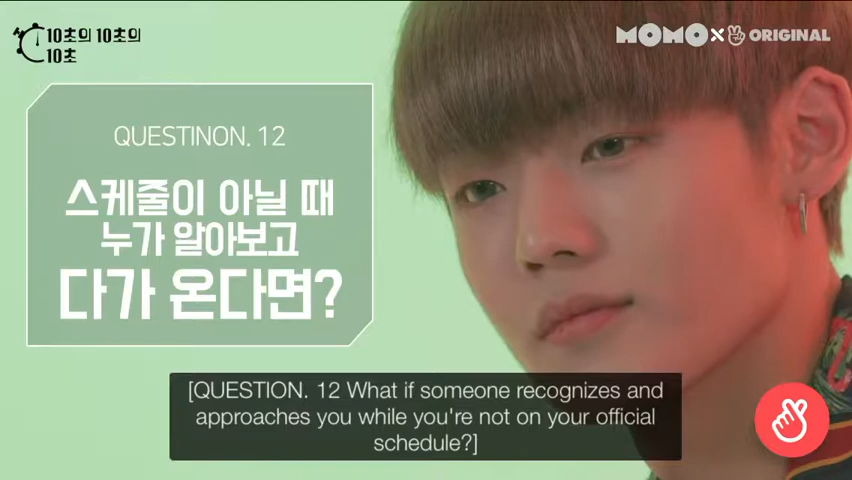 10초의 10초의
10초
MOMO X ORIGINAL
QUESTINON. 12
스케줄이 아닐 때
누가 알아보고
다가 온다면?
[QUESTION. 12 What if someone recognizes and
approaches you while you're not on your official
schedule?]